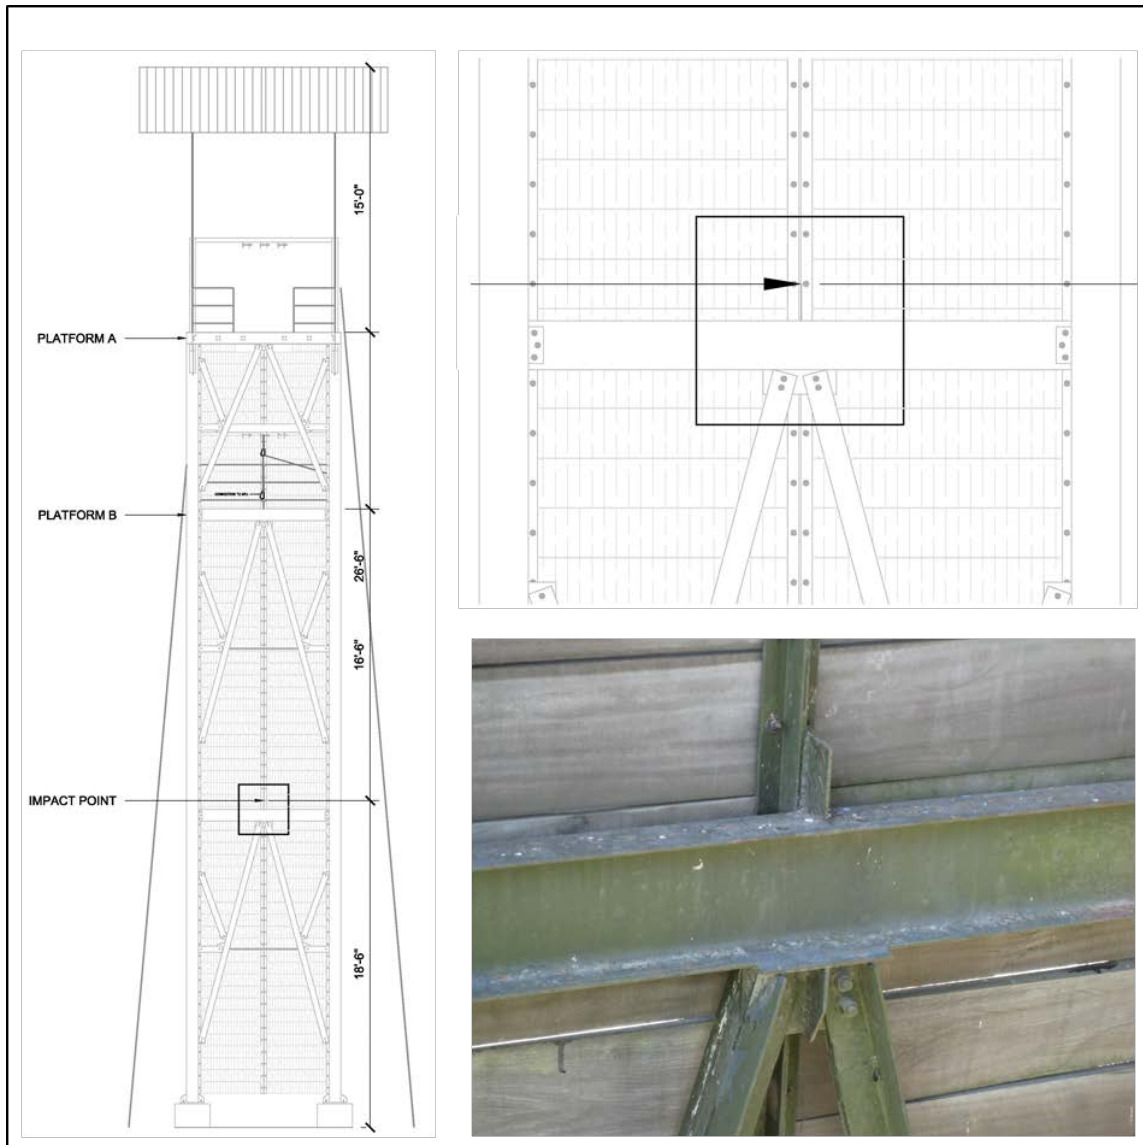 15'-0"
PLATFORM A
PLATFORM B
26'-6"
16'-6"
IMPACT POINT
18'-6"